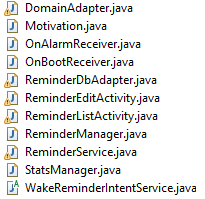 DomainAdapter.java
Motivation.java
OnAlarmReceiver.java
OnBootReceiver.java
ReminderDbAdapter.java
ReminderEditActivity.java
ReminderListActivity.java
ReminderManager.java
ReminderService.java
StatsManager.java
WakeReminderIntentService.java